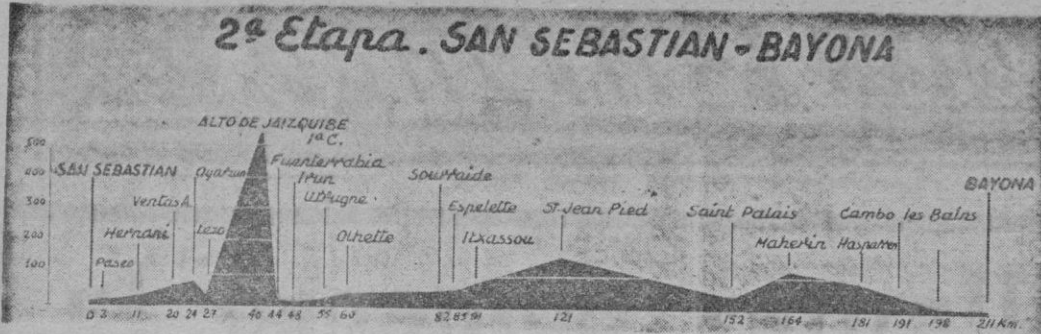 2ª Etapa. SAN SEBASTIAN - BAYONA
ALTO DE JAIZQUIBE
1ª C.
500
400
300
200
100
SAN SEBASTIAN
Oyarzun
Fuenterrabia
Irun
Sourraide
BAYONA
Ventas A.
Urrugne
Espelette
St Jean Pied
Saint Palais
Cambo les Bains
Hernani
Lezo
Olhette
Itxassou
Hasparren
Paseo
0 2 11 20 24 27 40 44 48 55 60 82 85 91 121 152 164 181 191 198 211 Km.